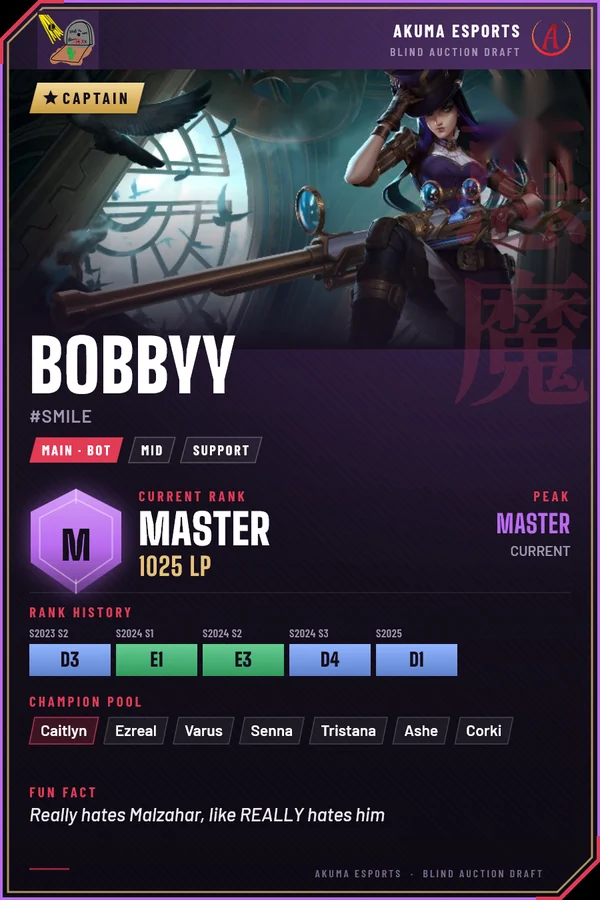 AKUMA ESPORTS
BLIND AUCTION DRAFT
A
★ CAPTAIN
悪
魔
BOBBYY
#SMILE
MAIN · BOT MID SUPPORT
CURRENT RANK
M
MASTER
1025 LP
PEAK
MASTER
CURRENT
RANK HISTORY
S2023 S2 S2024 S1 S2024 S2 S2024 S3 S2025
D3 E1 E3 D4 D1
CHAMPION POOL
Caitlyn Ezreal Varus Senna Tristana Ashe Corki
FUN FACT
Really hates Malzahar, like REALLY hates him
AKUMA ESPORTS · BLIND AUCTION DRAFT